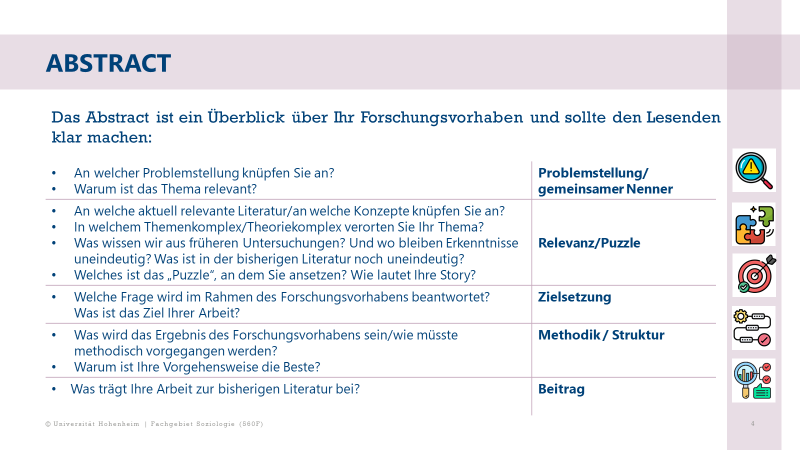 ABSTRACT
Das Abstract ist ein Überblick über Ihr Forschungsvorhaben und sollte den Lesenden
klar machen:
• An welcher Problemstellung knüpfen Sie an?
• Warum ist das Thema relevant?
Problemstellung/
gemeinsamer Nenner
• An welche aktuell relevante Literatur/an welche Konzepte knüpfen Sie an?
• In welchem Themenkomplex/Theoriekomplex verorten Sie Ihr Thema?
• Was wissen wir aus früheren Untersuchungen? Und wo bleiben Erkenntnisse
uneindeutig? Was ist in der bisherigen Literatur noch uneindeutig?
• Welches ist das „Puzzle“, an dem Sie ansetzen? Wie lautet Ihre Story?
Relevanz/Puzzle
• Welche Frage wird im Rahmen des Forschungsvorhabens beantwortet?
Was ist das Ziel Ihrer Arbeit?
Zielsetzung
• Was wird das Ergebnis des Forschungsvorhabens sein/wie müsste
methodisch vorgegangen werden?
• Warum ist Ihre Vorgehensweise die Beste?
Methodik / Struktur
• Was trägt Ihre Arbeit zur bisherigen Literatur bei?
Beitrag
© Universität Hohenheim | Fachgebiet Soziologie (560F)
4